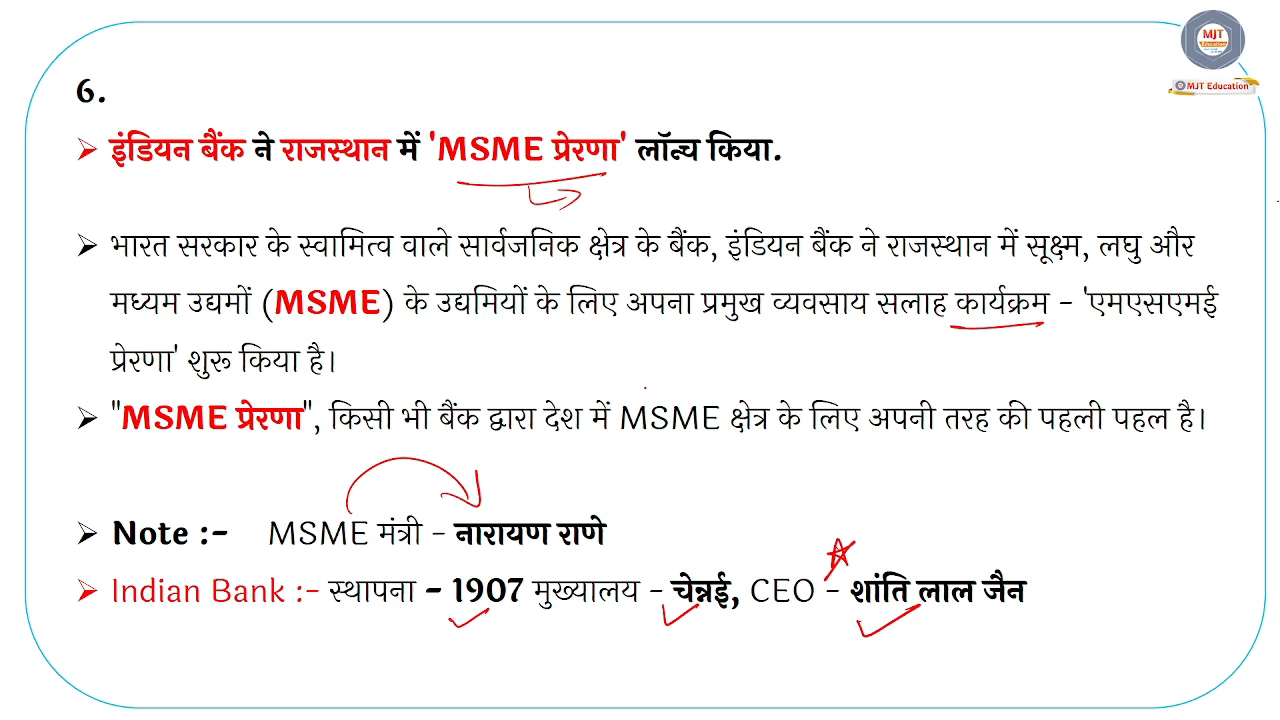 MJT
Education
MJT Education
6.
➢ इंडियन बैंक ने राजस्थान में 'MSME प्रेरणा' लॉन्च किया.
➢ भारत सरकार के स्वामित्व वाले सार्वजनिक क्षेत्र के बैंक, इंडियन बैंक ने राजस्थान में सूक्ष्म, लघु और
मध्यम उद्यमों (MSME) के उद्यमियों के लिए अपना प्रमुख व्यवसाय सलाह कार्यक्रम - 'एमएसएमई
प्रेरणा' शुरू किया है।
➢ "MSME प्रेरणा", किसी भी बैंक द्वारा देश में MSME क्षेत्र के लिए अपनी तरह की पहली पहल है।
➢ Note :- MSME मंत्री - नारायण राणे
➢ Indian Bank :- स्थापना - 1907 मुख्यालय - चेन्नई, CEO - शांति लाल जैन